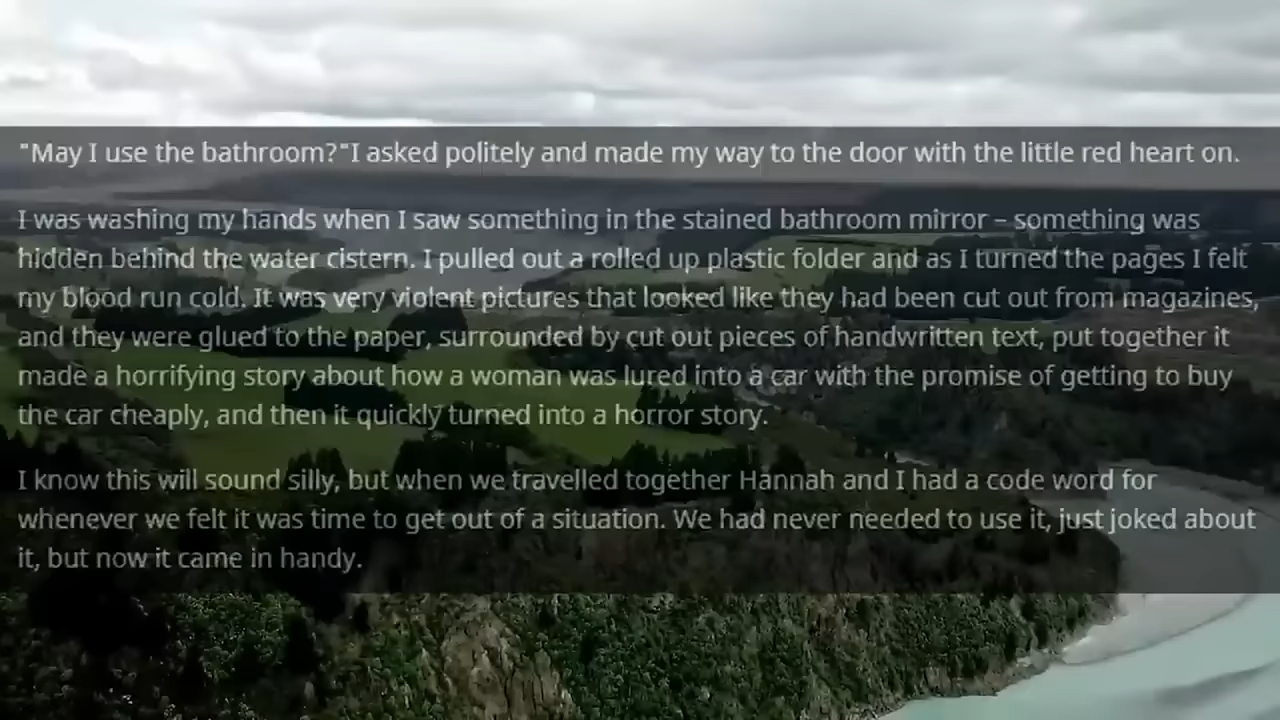 "May I use the bathroom?"I asked politely and made my way to the door with the little red heart on.
I was washing my hands when I saw something in the stained bathroom mirror – something was
hidden behind the water cistern. I pulled out a rolled up plastic folder and as I turned the pages I felt
my blood run cold. It was very violent pictures that looked like they had been cut out from magazines,
and they were glued to the paper, surrounded by cut out pieces of handwritten text, put together it
made a horrifying story about how a woman was lured into a car with the promise of getting to buy
the car cheaply, and then it quickly turned into a horror story.
I know this will sound silly, but when we travelled together Hannah and I had a code word for
whenever we felt it was time to get out of a situation. We had never needed to use it, just joked about
it, but now it came in handy.